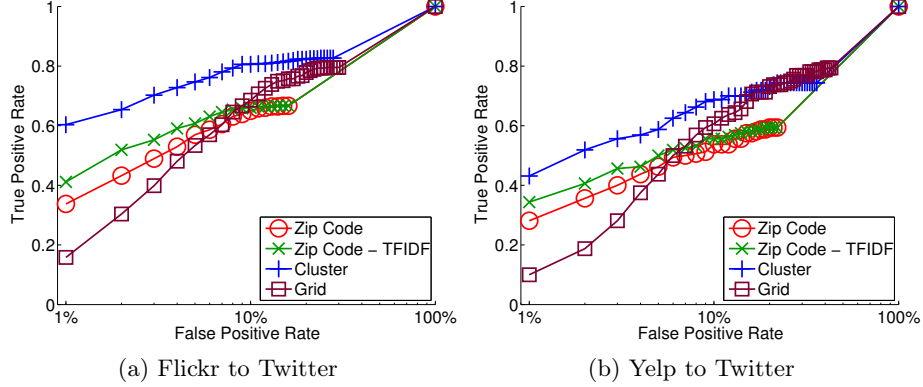 1
0.8
0.6
0.4
0.2
0
True Positive Rate
1%
10%
100%
False Positive Rate
Zip Code
Zip Code − TFIDF
Cluster
Grid
(a) Flickr to Twitter
1
0.8
0.6
0.4
0.2
0
True Positive Rate
1%
10%
100%
False Positive Rate
Zip Code
Zip Code − TFIDF
Cluster
Grid
(b) Yelp to Twitter